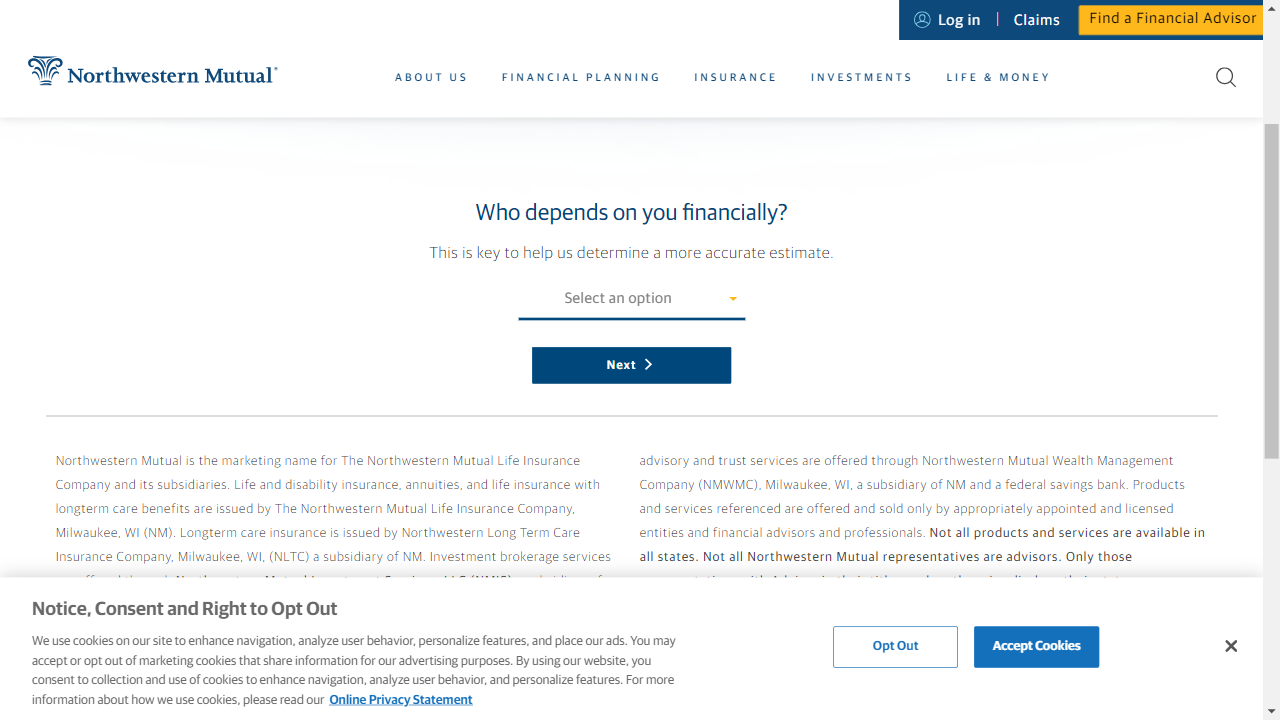 Log in
Claims
Find a Financial Advisor
Northwestern Mutual
ABOUT US
FINANCIAL PLANNING
INSURANCE
INVESTMENTS
LIFE & MONEY
Who depends on you financially?
This is key to help us determine a more accurate estimate.
Select an option
Next
Northwestern Mutual is the marketing name for The Northwestern Mutual Life Insurance
Company and its subsidiaries. Life and disability insurance, annuities, and life insurance with
longterm care benefits are issued by The Northwestern Mutual Life Insurance Company,
Milwaukee, WI (NM). Longterm care insurance is issued by Northwestern Long Term Care
Insurance Company, Milwaukee, WI, (NLTC) a subsidiary of NM. Investment brokerage services
advisory and trust services are offered through Northwestern Mutual Wealth Management
Company (NMWMC), Milwaukee, WI, a subsidiary of NM and a federal savings bank. Products
and services referenced are offered and sold only by appropriately appointed and licensed
entities and financial advisors and professionals. Not all products and services are available in
all states. Not all Northwestern Mutual representatives are advisors. Only those
Notice, Consent and Right to Opt Out
We use cookies on our site to enhance navigation, analyze user behavior, personalize features, and place our ads. You may
accept or opt out of marketing cookies that share information for our advertising purposes. By using our website, you
consent to collection and use of cookies to enhance navigation, analyze user behavior, and personalize features. For more
information about how we use cookies, please read our Online Privacy Statement
Opt Out
Accept Cookies